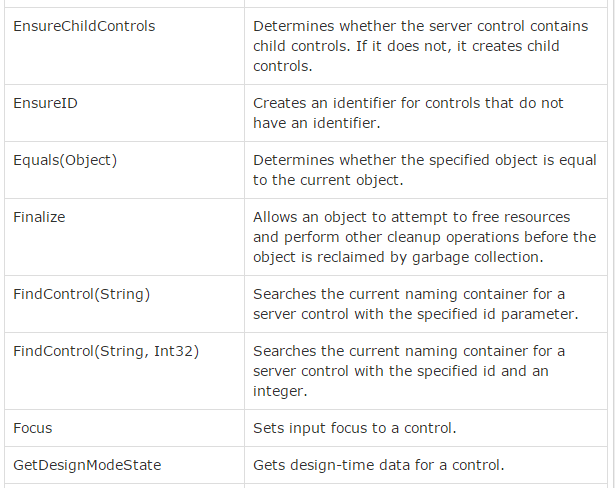 EnsureChildControls
Determines whether the server control contains
child controls. If it does not, it creates child
controls.
EnsureID
Creates an identifier for controls that do not
have an identifier.
Equals(Object)
Determines whether the specified object is equal
to the current object.
Finalize
Allows an object to attempt to free resources
and perform other cleanup operations before the
object is reclaimed by garbage collection.
FindControl(String)
Searches the current naming container for a
server control with the specified id parameter.
FindControl(String, Int32)
Searches the current naming container for a
server control with the specified id and an
integer.
Focus
Sets input focus to a control.
GetDesignModeState
Gets design-time data for a control.